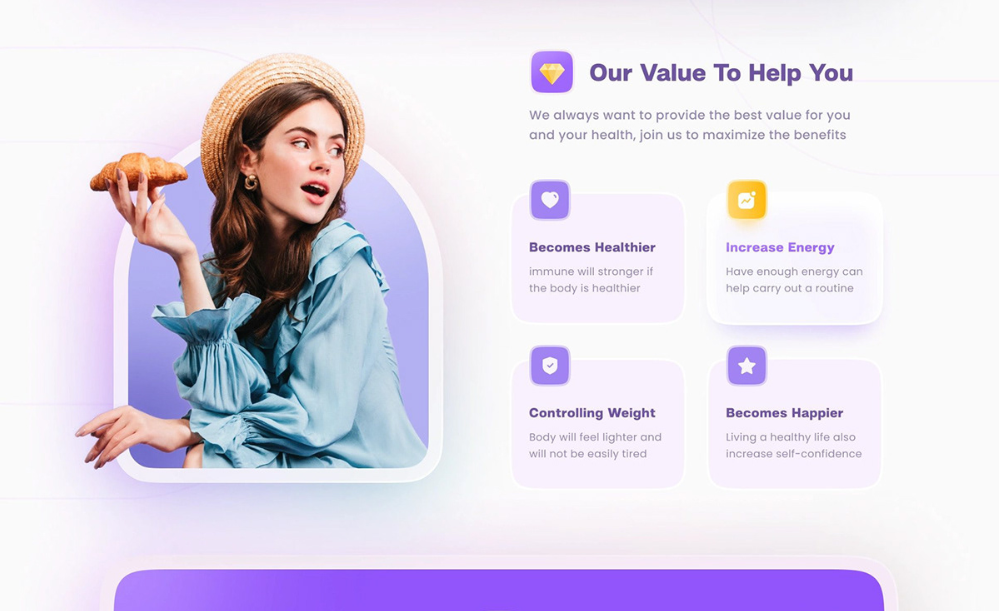 Our Value To Help You
We always want to provide the best value for you
and your health, join us to maximize the benefits
Becomes Healthier
immune will stronger if
the body is healthier
Increase Energy
Have enough energy can
help carry out a routine
Controlling Weight
Body will feel lighter and
will not be easily tired
Becomes Happier
Living a healthy life also
increase self-confidence